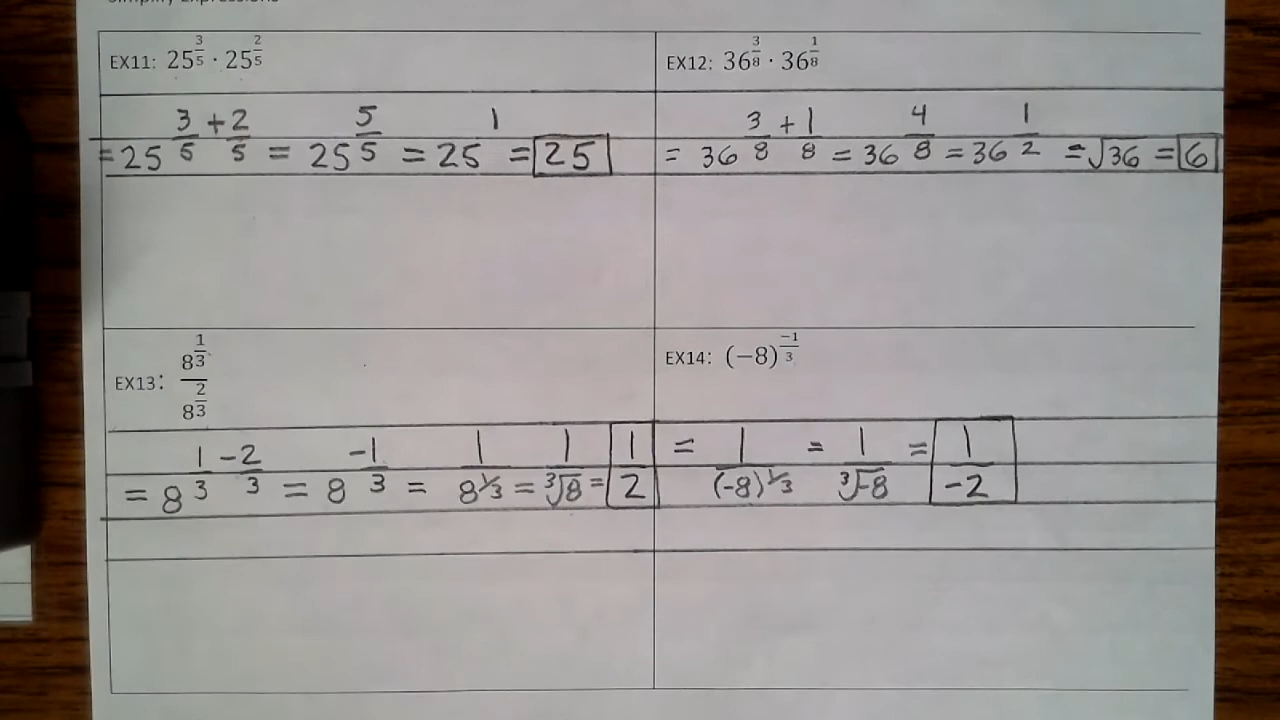 EX11: 25^(3/5) · 25^(2/5)
= 25^(3/5 + 2/5) = 25^(5/5) = 25^1 = 25
EX12: 36^(3/8) · 36^(1/8)
= 36^(3/8 + 1/8) = 36^(4/8) = 36^(1/2) = √36 = 6
EX13: 8^(1/3) / 8^(2/3)
= 8^(1/3 - 2/3) = 8^(-1/3) = 1/8^(1/3) = 1/∛8 = 1/2
EX14: (−8)^(−1/3)
= 1/(-8)^(1/3) = 1/∛-8 = 1/-2